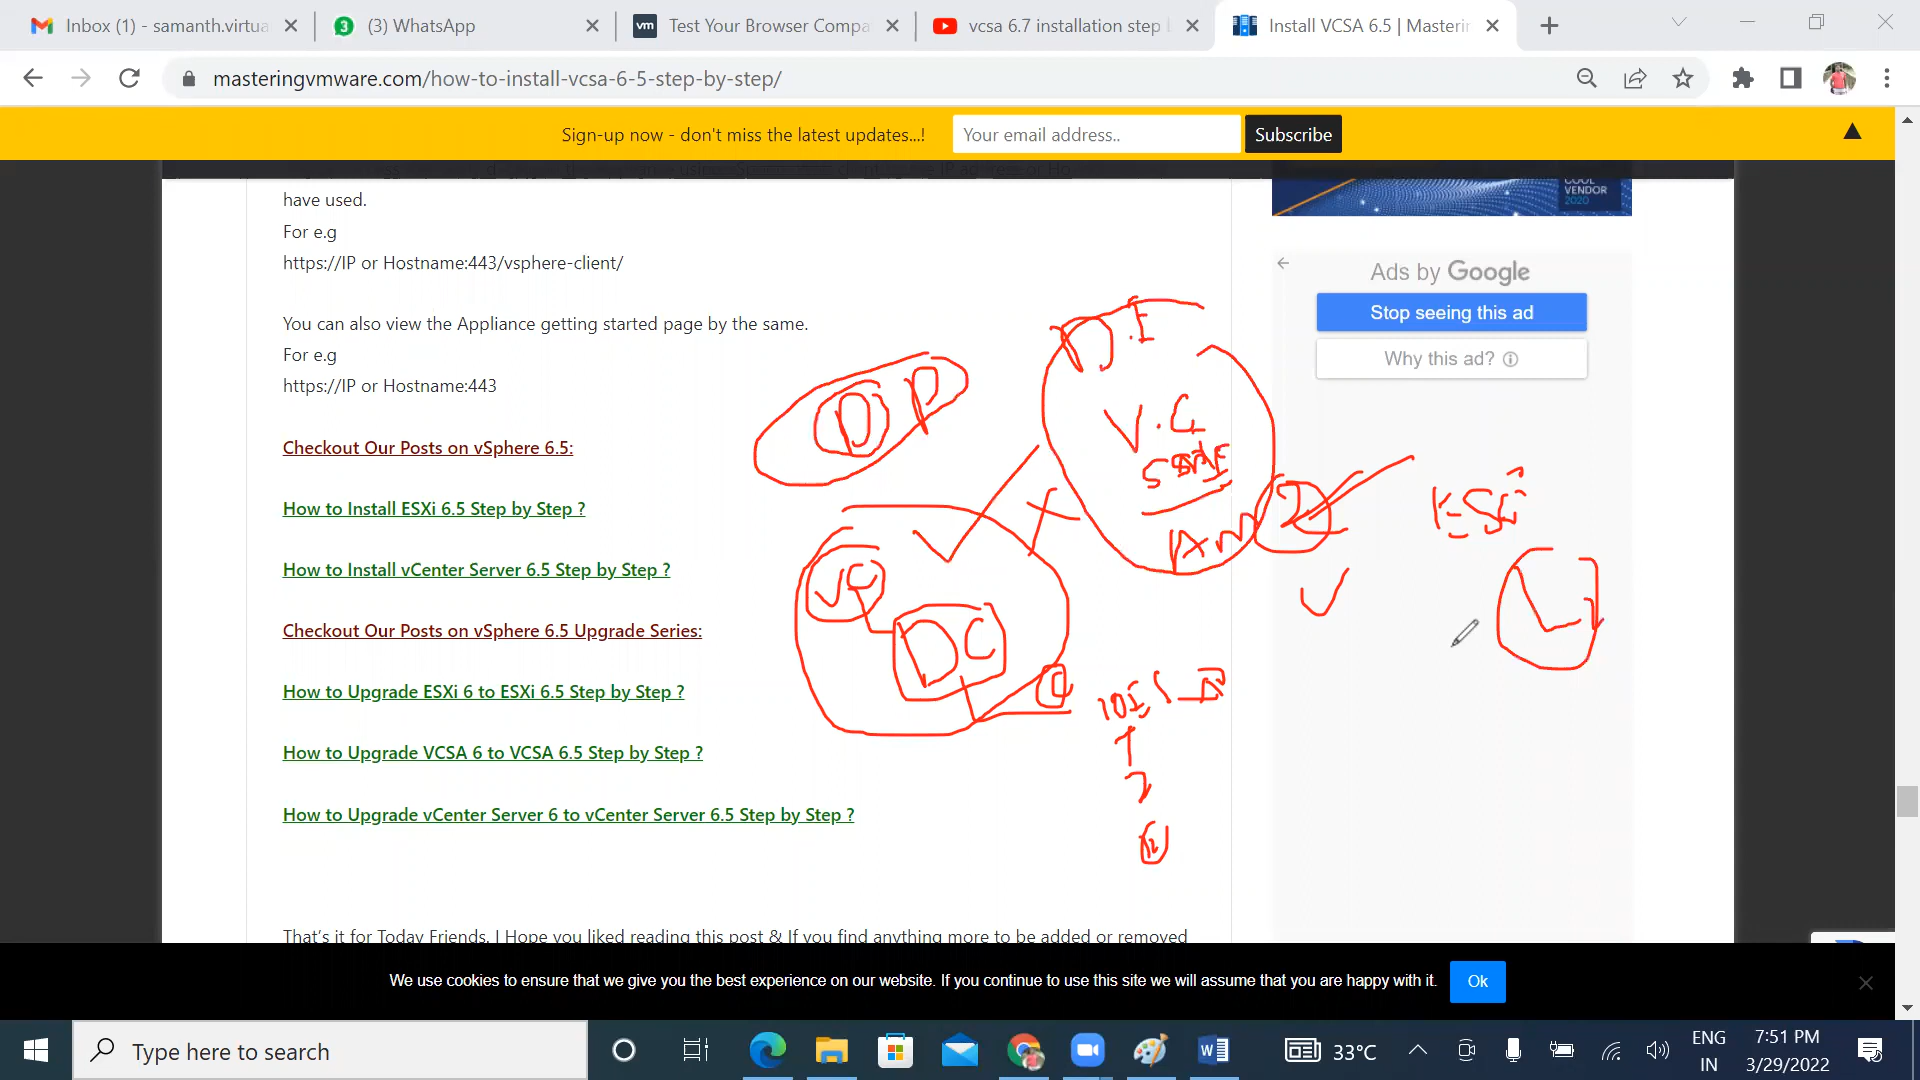 Inbox (1) - samanth.virtua
(3) WhatsApp
Test Your Browser Compa
vcsa 6.7 installation step b
Install VCSA 6.5 | Masterin
masteringvmware.com/how-to-install-vcsa-6-5-step-by-step/
Sign-up now - don't miss the latest updates...!
Your email address..
Subscribe
have used.
For e.g
https://IP or Hostname:443/vsphere-client/
You can also view the Appliance getting started page by the same.
For e.g
https://IP or Hostname:443
Checkout Our Posts on vSphere 6.5:
How to Install ESXi 6.5 Step by Step ?
How to Install vCenter Server 6.5 Step by Step ?
Checkout Our Posts on vSphere 6.5 Upgrade Series:
How to Upgrade ESXi 6 to ESXi 6.5 Step by Step ?
How to Upgrade VCSA 6 to VCSA 6.5 Step by Step ?
How to Upgrade vCenter Server 6 to vCenter Server 6.5 Step by Step ?
That's it for Today Friends. I Hope you liked reading this post & If you find anything more to be added or removed
COOL
VENDOR
2020
Ads by Google
Stop seeing this ad
Why this ad?
D P
V.C
VC
DC
We use cookies to ensure that we give you the best experience on our website. If you continue to use this site we will assume that you are happy with it.
Ok
Type here to search
33°C
ENG
IN
7:51 PM
3/29/2022